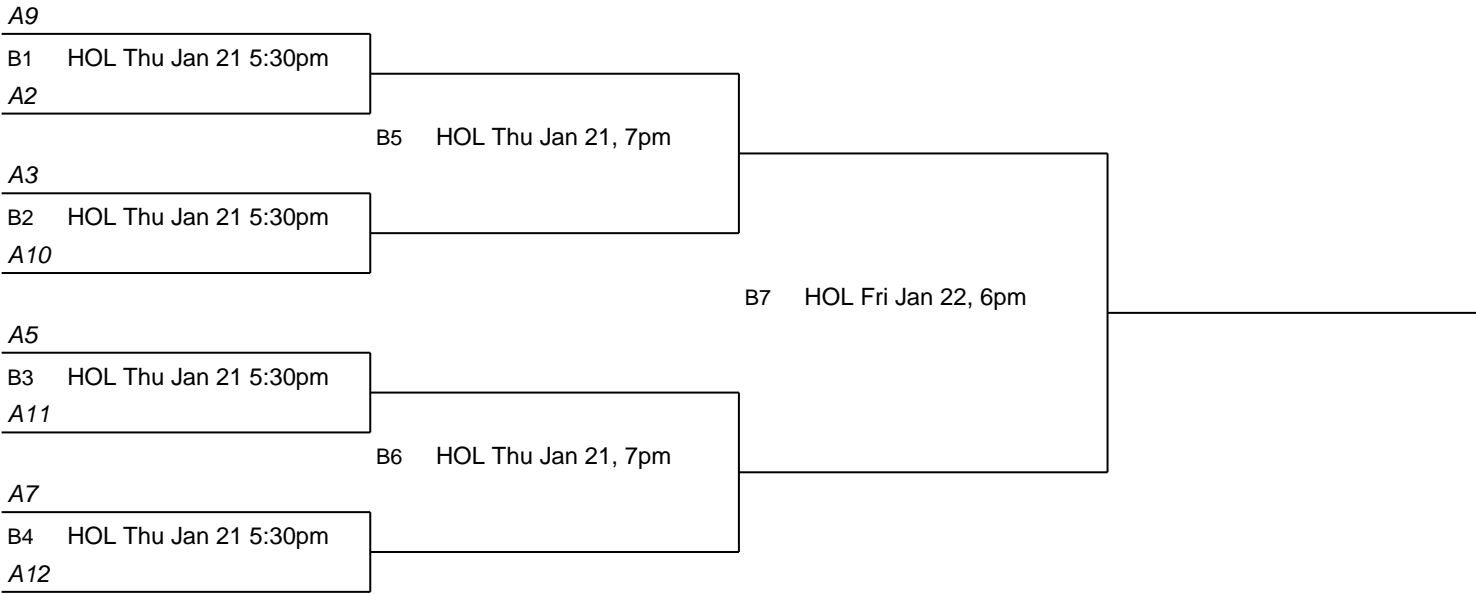 A9
B1 HOL Thu Jan 21 5:30pm
A2
B5 HOL Thu Jan 21, 7pm
A3
B2 HOL Thu Jan 21 5:30pm
A10
B7 HOL Fri Jan 22, 6pm
A5
B3 HOL Thu Jan 21 5:30pm
A11
B6 HOL Thu Jan 21, 7pm
A7
B4 HOL Thu Jan 21 5:30pm
A12